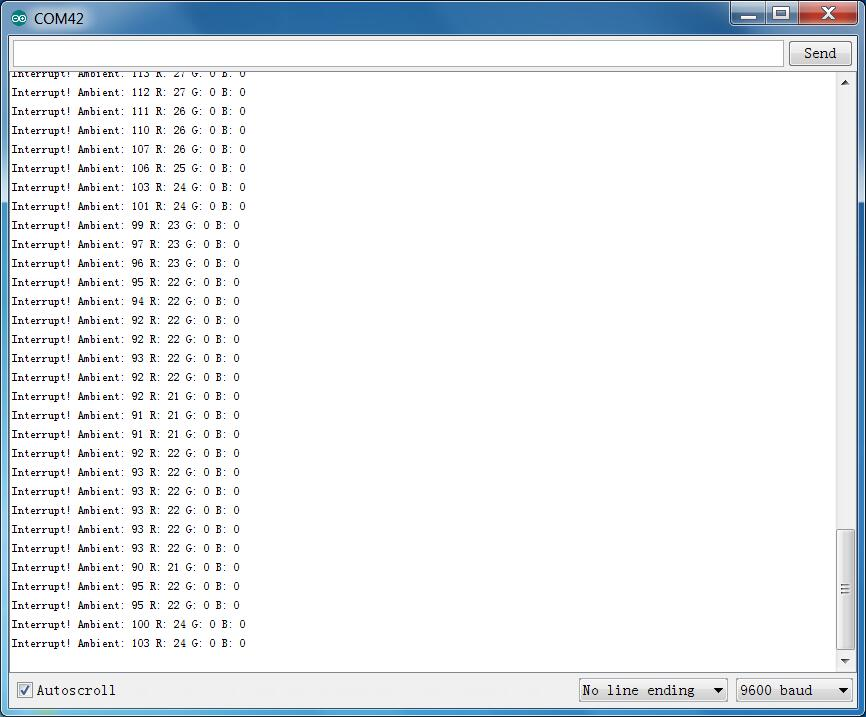 COM42
Send
Interrupt! Ambient: 113 R: 27 G: 0 B: 0
Interrupt! Ambient: 112 R: 27 G: 0 B: 0
Interrupt! Ambient: 111 R: 26 G: 0 B: 0
Interrupt! Ambient: 110 R: 26 G: 0 B: 0
Interrupt! Ambient: 107 R: 26 G: 0 B: 0
Interrupt! Ambient: 106 R: 25 G: 0 B: 0
Interrupt! Ambient: 103 R: 24 G: 0 B: 0
Interrupt! Ambient: 101 R: 24 G: 0 B: 0
Interrupt! Ambient: 99 R: 23 G: 0 B: 0
Interrupt! Ambient: 97 R: 23 G: 0 B: 0
Interrupt! Ambient: 96 R: 23 G: 0 B: 0
Interrupt! Ambient: 95 R: 22 G: 0 B: 0
Interrupt! Ambient: 94 R: 22 G: 0 B: 0
Interrupt! Ambient: 92 R: 22 G: 0 B: 0
Interrupt! Ambient: 92 R: 22 G: 0 B: 0
Interrupt! Ambient: 93 R: 22 G: 0 B: 0
Interrupt! Ambient: 92 R: 22 G: 0 B: 0
Interrupt! Ambient: 92 R: 21 G: 0 B: 0
Interrupt! Ambient: 91 R: 21 G: 0 B: 0
Interrupt! Ambient: 91 R: 21 G: 0 B: 0
Interrupt! Ambient: 92 R: 22 G: 0 B: 0
Interrupt! Ambient: 93 R: 22 G: 0 B: 0
Interrupt! Ambient: 93 R: 22 G: 0 B: 0
Interrupt! Ambient: 93 R: 22 G: 0 B: 0
Interrupt! Ambient: 93 R: 22 G: 0 B: 0
Interrupt! Ambient: 93 R: 22 G: 0 B: 0
Interrupt! Ambient: 90 R: 21 G: 0 B: 0
Interrupt! Ambient: 95 R: 22 G: 0 B: 0
Interrupt! Ambient: 95 R: 22 G: 0 B: 0
Interrupt! Ambient: 100 R: 24 G: 0 B: 0
Interrupt! Ambient: 103 R: 24 G: 0 B: 0
Autoscroll
No line ending
9600 baud